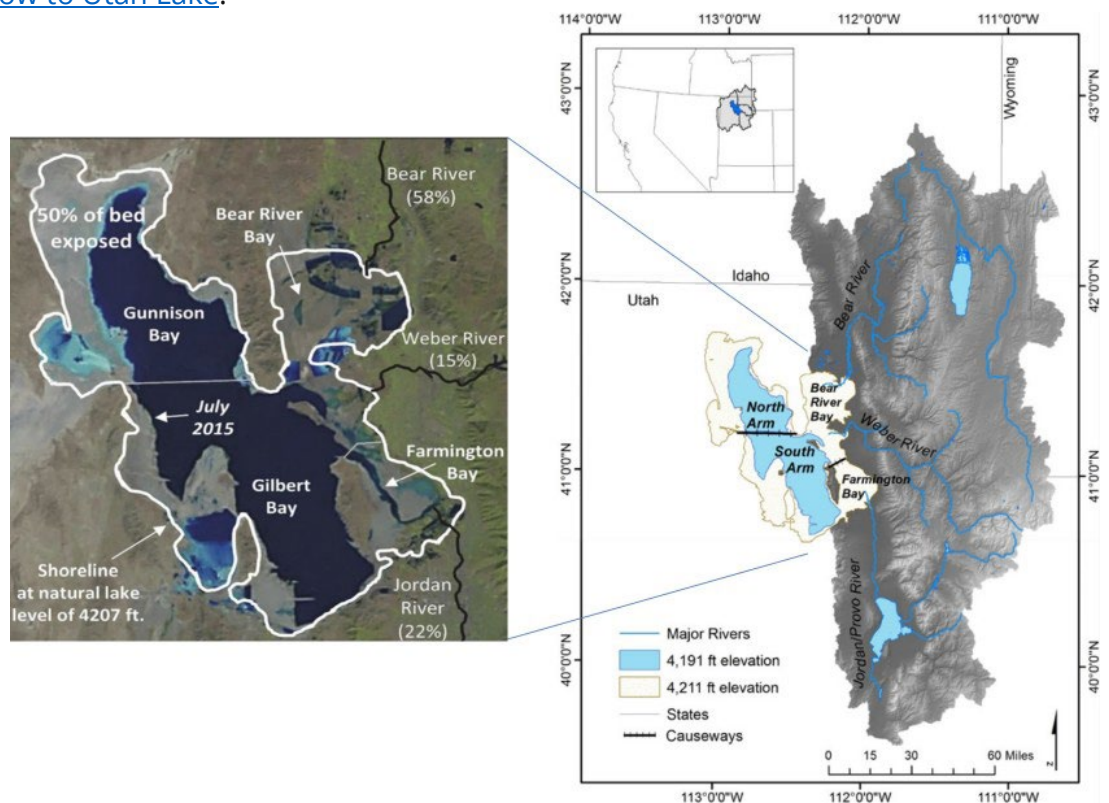 ow to Utah Lake.
50% of bed
exposed
Bear River
Bay
Bear River
(58%)
Gunnison
Bay
Weber River
(15%)
July
2015
Farmington
Bay
Gilbert
Bay
Shoreline
at natural lake
level of 4207 ft.
Jordan
River
(22%)
114°0'0"W
113°0'0"W
112°0'0"W
111°0'0"W
43°0'0"N
43°0'0"N
Wyoming
42°0'0"N
42°0'0"N
Idaho
Utah
Bear River
Bear
River
Bay
North
Arm
Weber River
South
Arm
Farmington
Bay
41°0'0"N
41°0'0"N
Jordan/Provo River
40°0'0"N
40°0'0"N
Major Rivers
4,191 ft elevation
4,211 ft elevation
States
Causeways
0 15 30 60 Miles
N
113°0'0"W
112°0'0"W
111°0'0"W